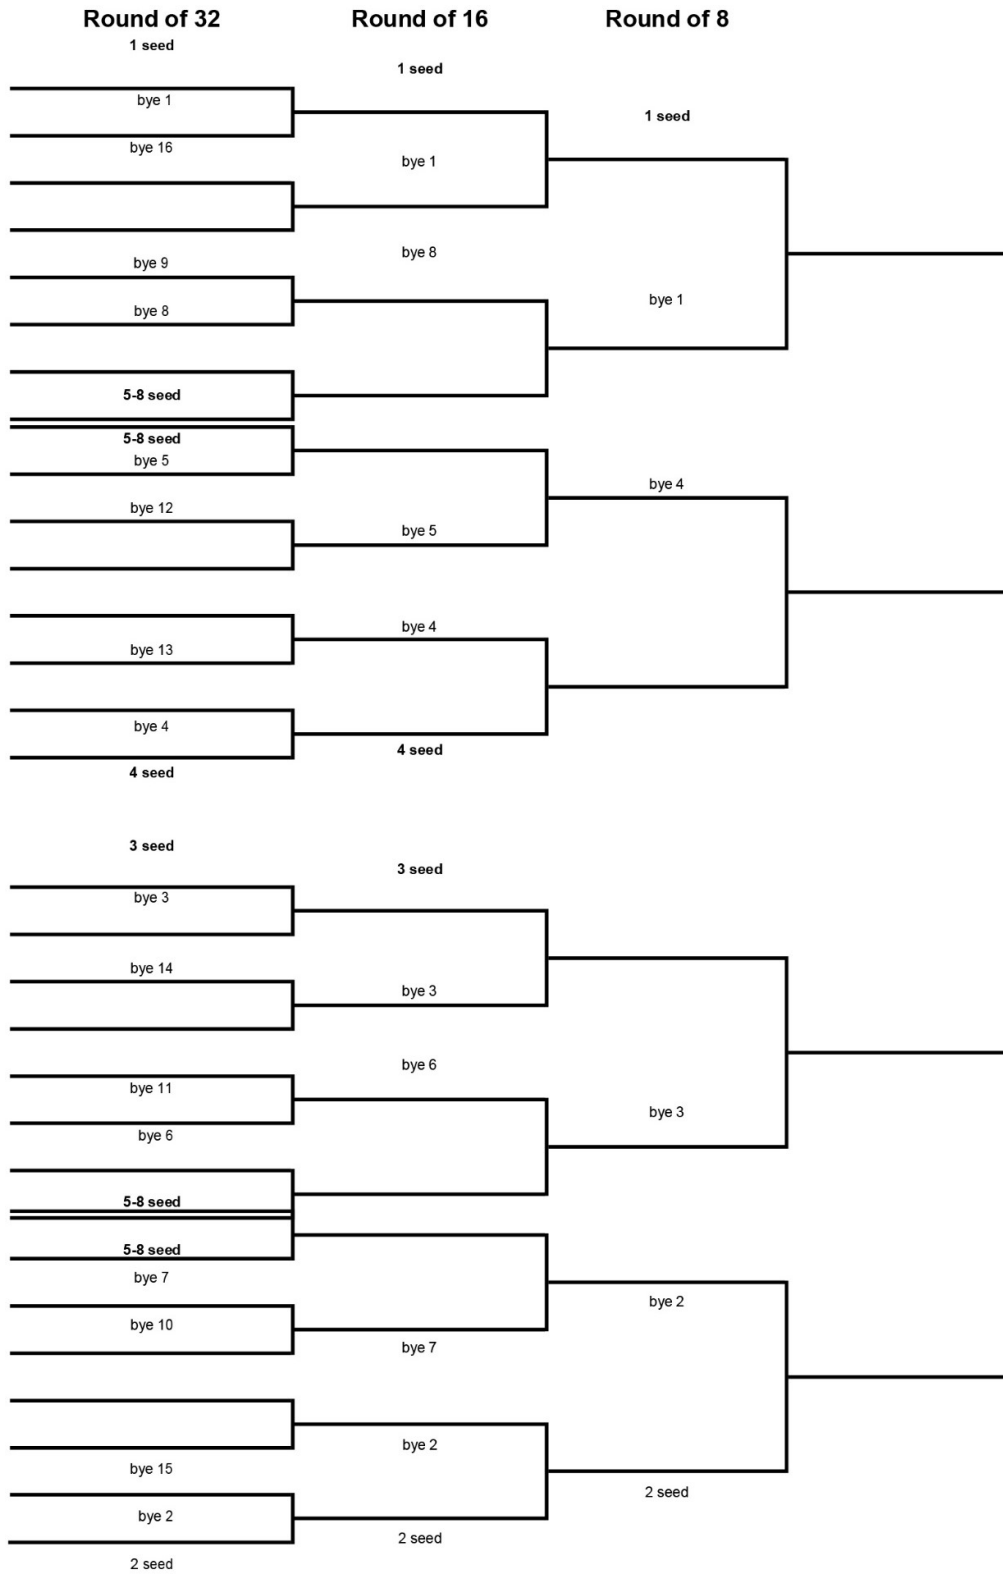 Round of 32
Round of 16
Round of 8
1 seed
1 seed
bye 1
1 seed
bye 16
bye 1
bye 8
bye 9
bye 1
bye 8
5-8 seed
5-8 seed
bye 5
bye 4
bye 12
bye 5
bye 4
bye 13
bye 4
4 seed
4 seed
3 seed
3 seed
bye 3
bye 14
bye 3
bye 6
bye 11
bye 3
bye 6
5-8 seed
5-8 seed
bye 7
bye 2
bye 10
bye 7
bye 2
bye 15
2 seed
bye 2
2 seed
2 seed